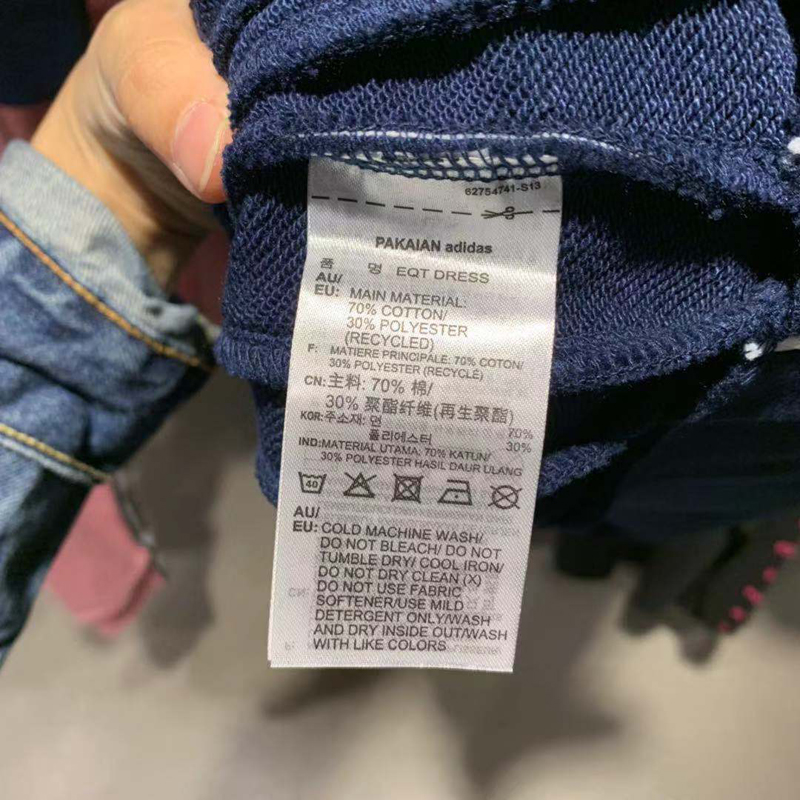 62754741-S13
PAKAIAN adidas
품 명 EQT DRESS
AU/
EU: MAIN MATERIAL:
70% COTTON/
30% POLYESTER
(RECYCLED)
F: MATIERE PRINCIPALE: 70% COTON/
30% POLYESTER (RECYCLÉ)
CN: 主料: 70% 棉/
30% 聚酯纤维(再生聚酯)
KOR: 주소재: 면 70%
폴리에스터 30%
IND: MATERIAL UTAMA: 70% KATUN/
30% POLYESTER HASIL DAUR ULANG
40
AU/
EU: COLD MACHINE WASH/
DO NOT BLEACH/ DO NOT
TUMBLE DRY/ COOL IRON/
DO NOT DRY CLEAN (X)
DO NOT USE FABRIC
SOFTENER/USE MILD
DETERGENT ONLY/WASH
AND DRY INSIDE OUT/WASH
WITH LIKE COLORS